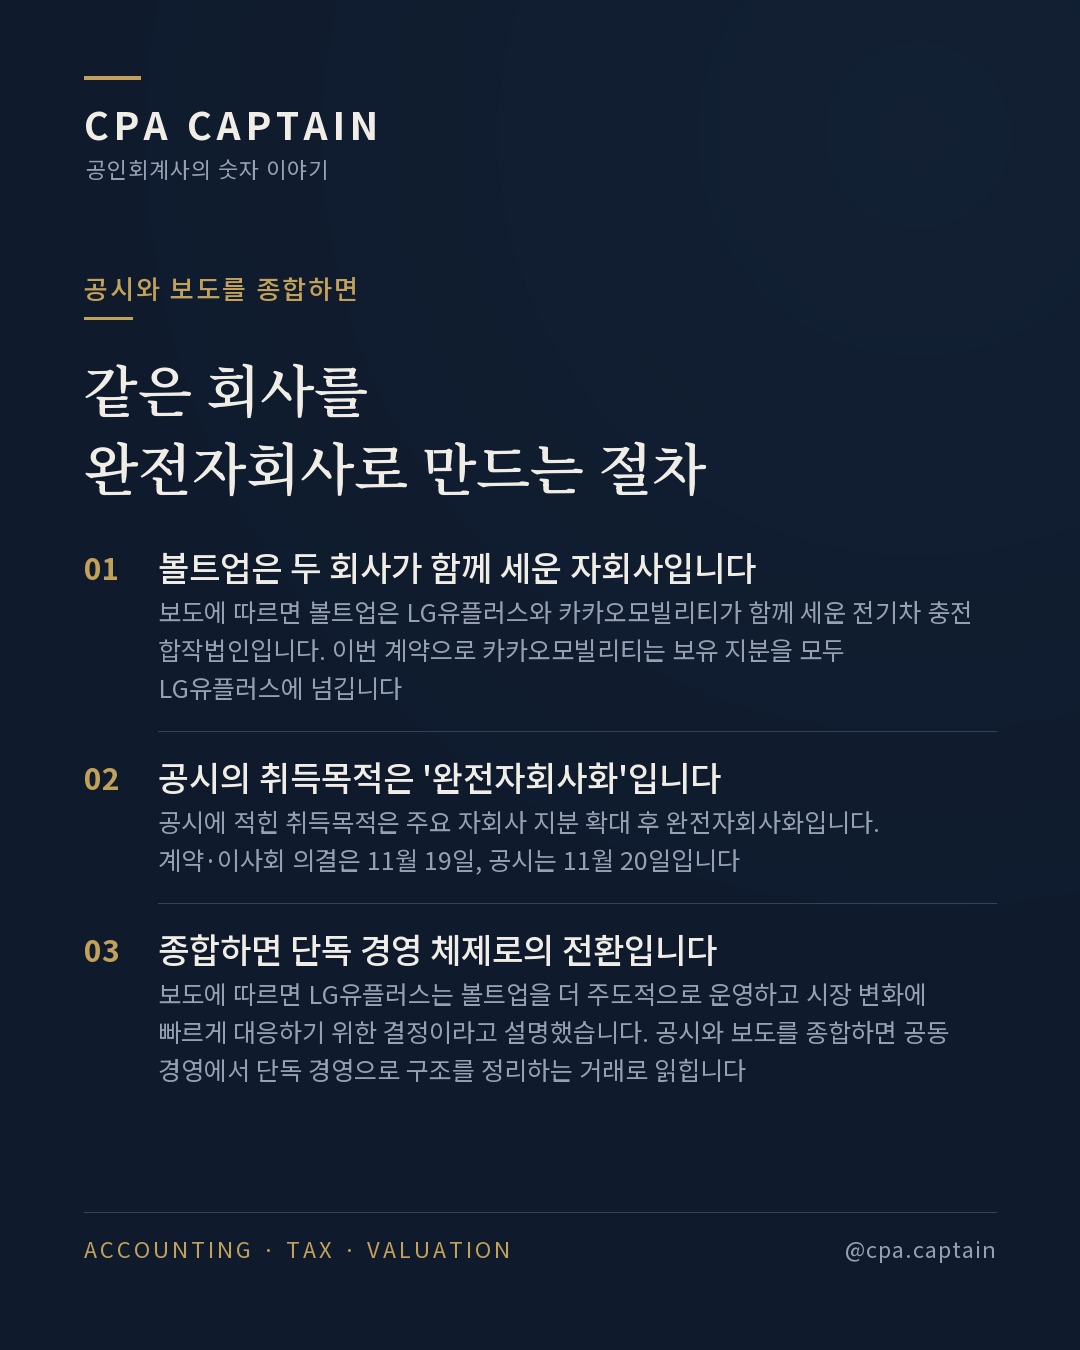 CPA CAPTAIN
공인회계사의 숫자 이야기
공시와 보도를 종합하면
같은 회사를
완전자회사로 만드는 절차
01 볼트업은 두 회사가 함께 세운 자회사입니다
보도에 따르면 볼트업은 LG유플러스와 카카오모빌리티가 함께 세운 전기차 충전
합작법인입니다. 이번 계약으로 카카오모빌리티는 보유 지분을 모두
LG유플러스에 넘깁니다
02 공시의 취득목적은 '완전자회사화'입니다
공시에 적힌 취득목적은 주요 자회사 지분 확대 후 완전자회사화입니다.
계약·이사회 의결은 11월 19일, 공시는 11월 20일입니다
03 종합하면 단독 경영 체제로의 전환입니다
보도에 따르면 LG유플러스는 볼트업을 더 주도적으로 운영하고 시장 변화에
빠르게 대응하기 위한 결정이라고 설명했습니다. 공시와 보도를 종합하면 공동
경영에서 단독 경영으로 구조를 정리하는 거래로 읽힙니다
ACCOUNTING · TAX · VALUATION
@cpa.captain